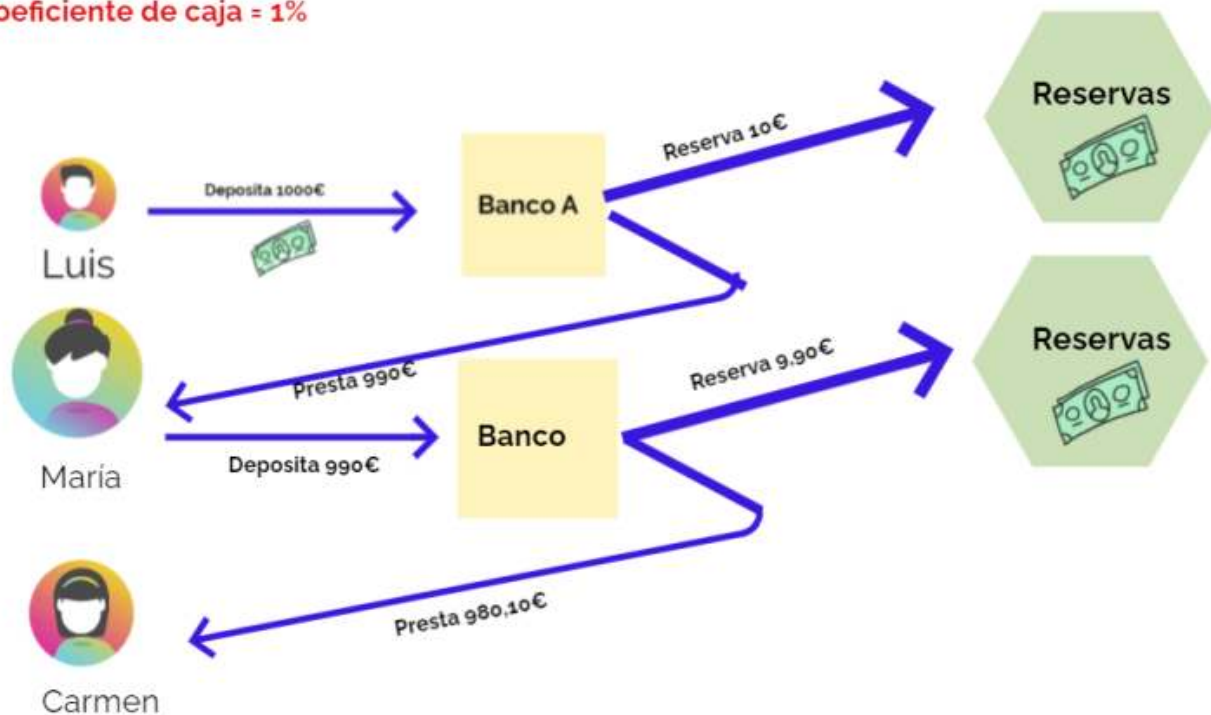 oeficiente de caja = 1%
Reservas
Reserva 10€
Deposita 1000€
Banco A
Luis
Reservas
Reserva 9,90€
Presta 990€
Banco
Deposita 990€
María
Presta 980,10€
Carmen